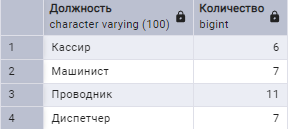 Должность Количество
character varying (100) bigint
1 Кассир 6
2 Машинист 7
3 Проводник 11
4 Диспетчер 7